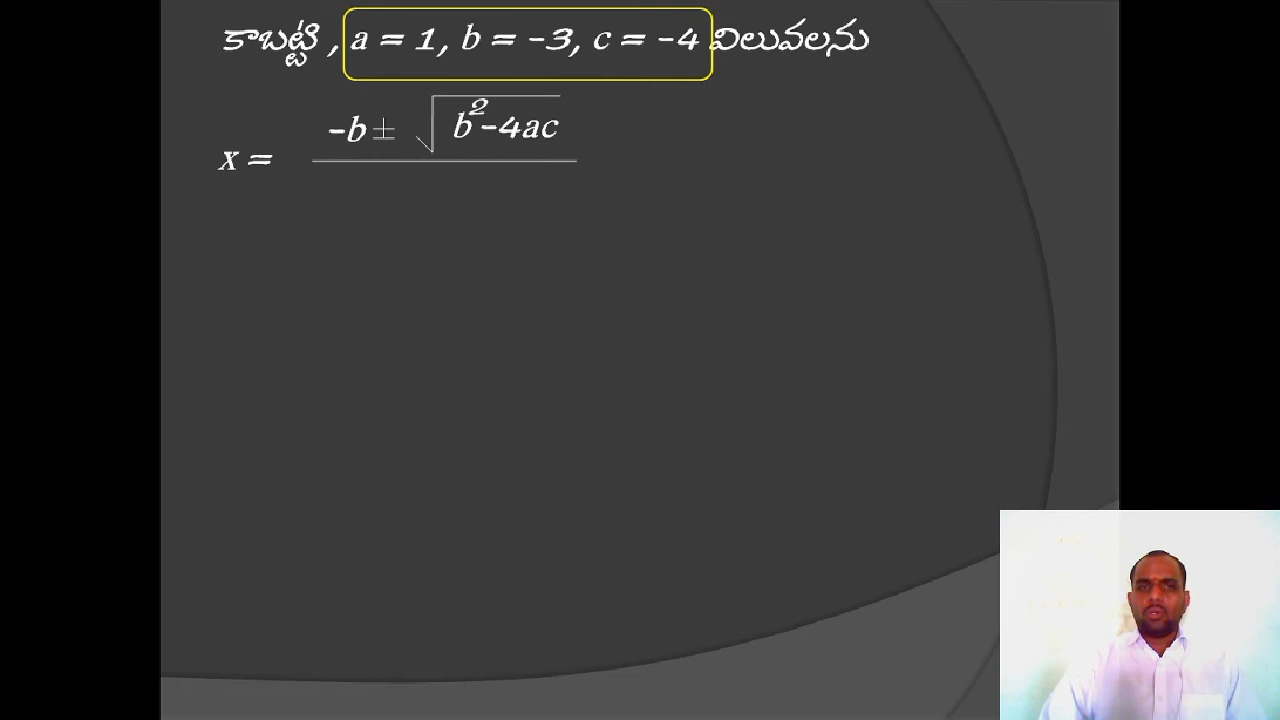 కాబట్టి , a = 1, b = -3, c = -4 విలువలను
-b ± √ b²-4ac
x =